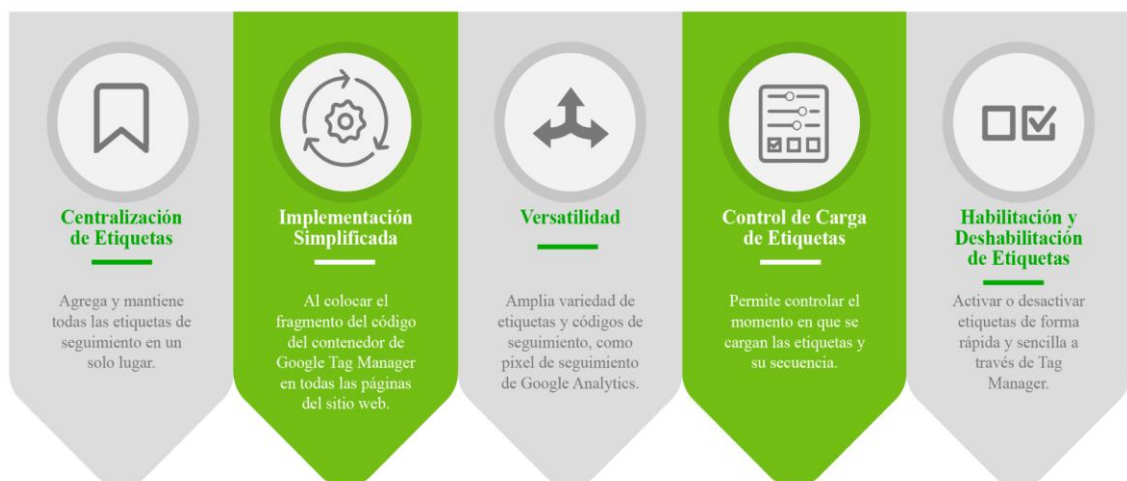 Centralización
de Etiquetas
Agrega y mantiene
todas las etiquetas de
seguimiento en un
solo lugar.
Implementación
Simplificada
Al colocar el
fragmento del código
del contenedor de
Google Tag Manager
en todas las páginas
del sitio web.
Versatilidad
Amplia variedad de
etiquetas y códigos de
seguimiento, como
pixel de seguimiento
de Google Analytics.
Control de Carga
de Etiquetas
Permite controlar el
momento en que se
cargan las etiquetas y
su secuencia.
Habilitación y
Deshabilitación
de Etiquetas
Activar o desactivar
etiquetas de forma
rápida y sencilla a
través de Tag
Manager.